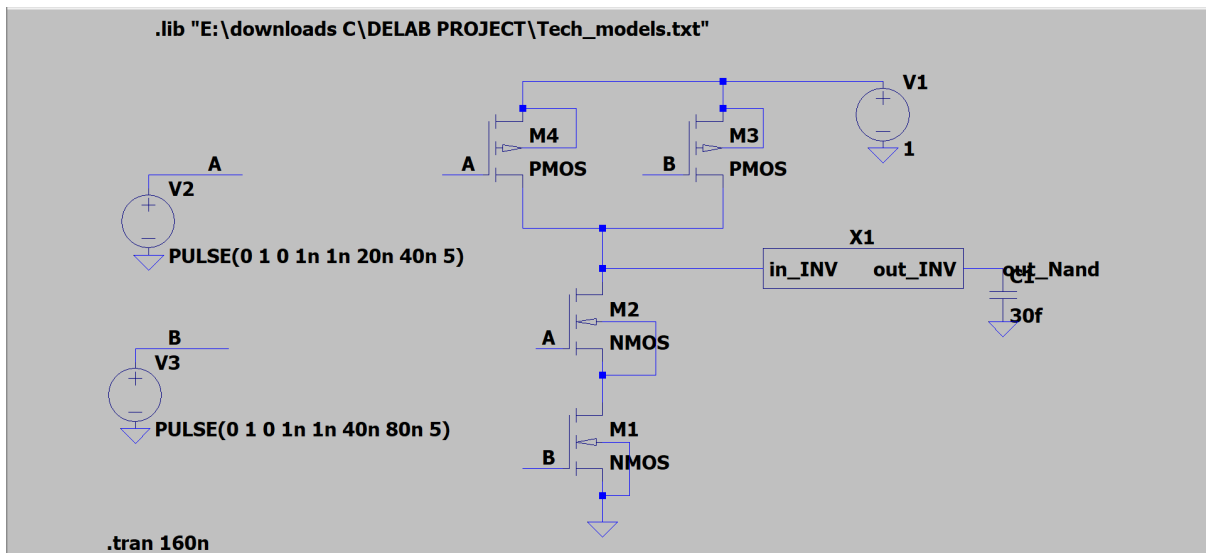 .lib "E:\downloads C\DELAB PROJECT\Tech_models.txt"
V1
1
M4
A
PMOS
M3
B
PMOS
A
V2
PULSE(0 1 0 1n 1n 20n 40n 5)
X1
in_INV out_INV
out_Nand
C1
30f
M2
A
NMOS
B
V3
PULSE(0 1 0 1n 1n 40n 80n 5)
M1
B
NMOS
.tran 160n